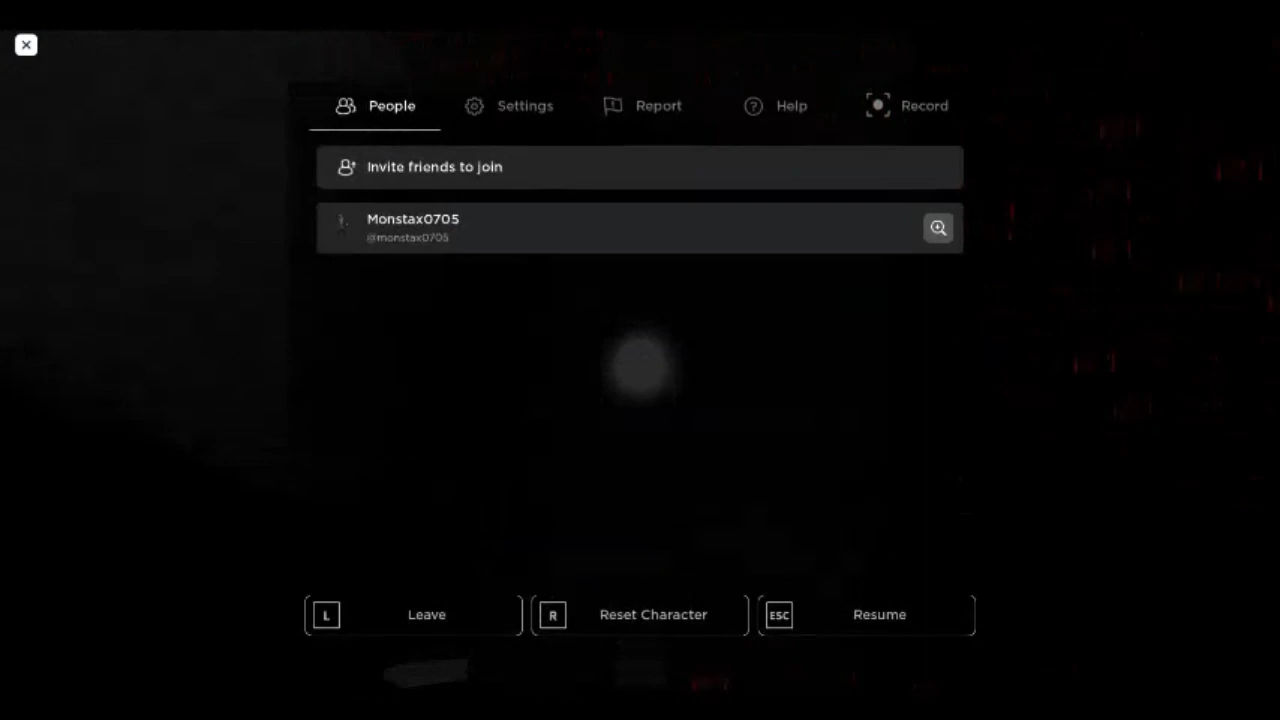 People
Settings
Report
Help
Record
Invite friends to join
Monstax0705
@monstax0705
L
Leave
R
Reset Character
ESC
Resume